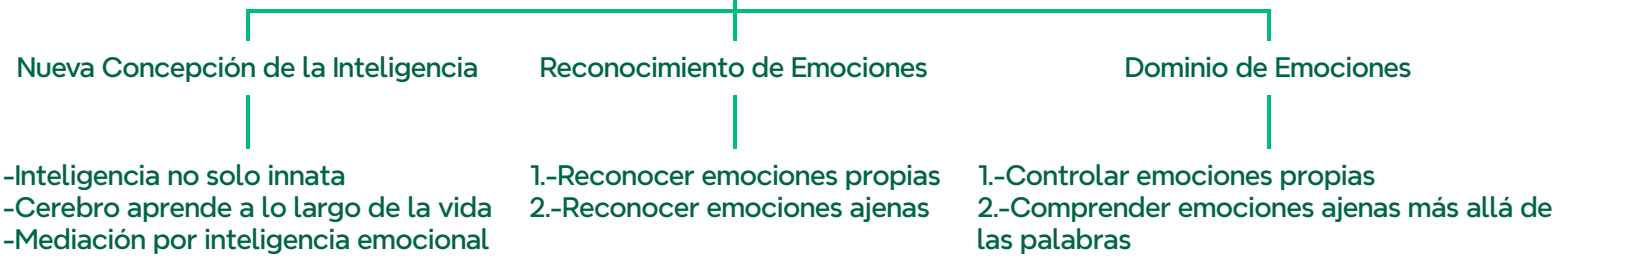 Nueva Concepción de la Inteligencia
Reconocimiento de Emociones
Dominio de Emociones
-Inteligencia no solo innata
-Cerebro aprende a lo largo de la vida
-Mediación por inteligencia emocional
1.-Reconocer emociones propias
2.-Reconocer emociones ajenas
1.-Controlar emociones propias
2.-Comprender emociones ajenas más allá de
las palabras